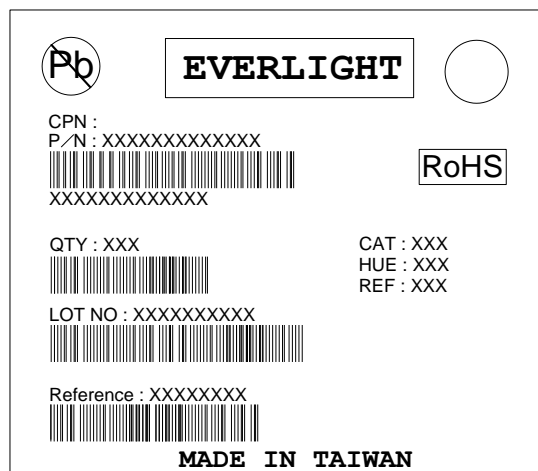 Pb
EVERLIGHT
CPN :
P/N : XXXXXXXXXXXXX
RoHS
XXXXXXXXXXXXX
QTY : XXX
CAT : XXX
HUE : XXX
REF : XXX
LOT NO : XXXXXXXXXX
Reference : XXXXXXXX
MADE IN TAIWAN